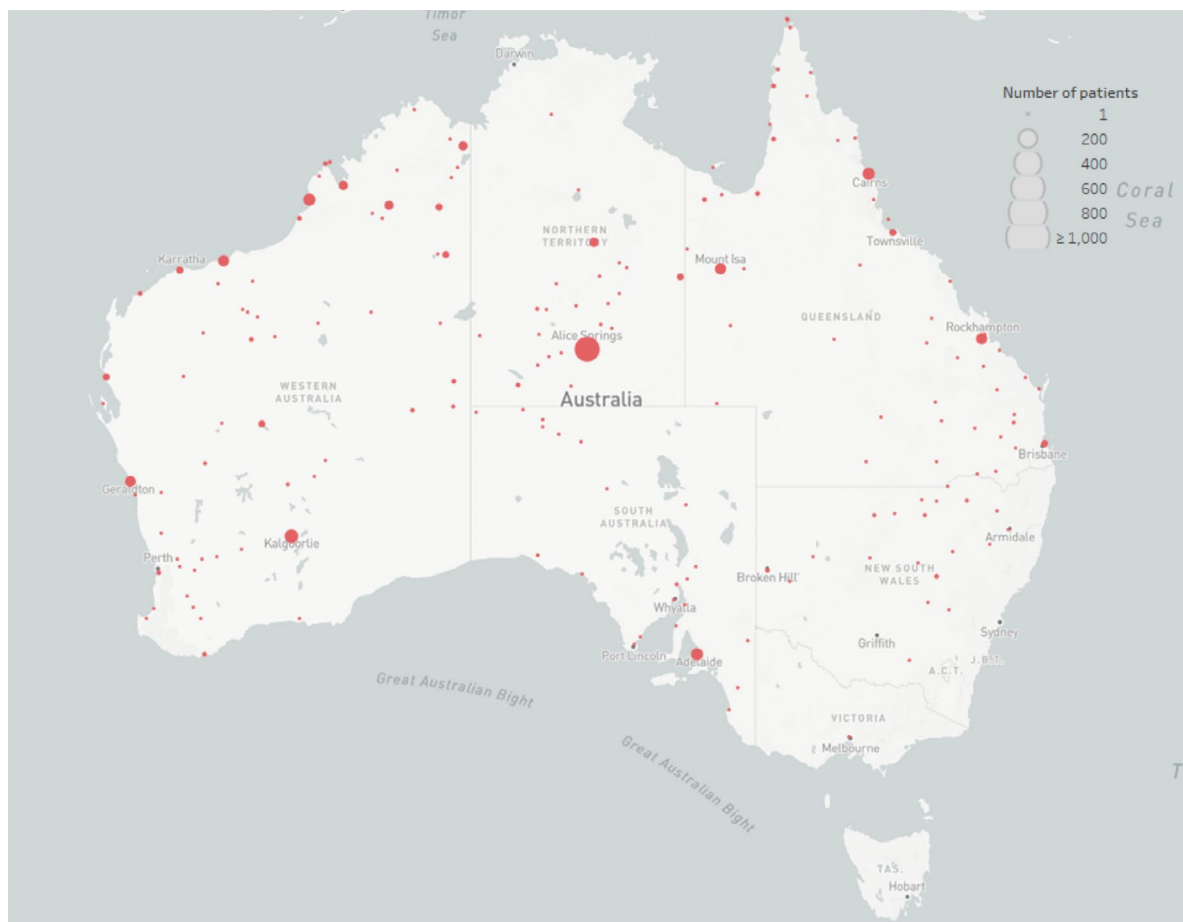 Timor
Sea
Darwin
Number of patients
1
200
400
600
800
≥ 1,000
Coral
Sea
Cairns
Townsville
NORTHERN
TERRITORY
Mount Isa
Karratha
QUEENSLAND
Rockhampton
Alice Springs
WESTERN
AUSTRALIA
Australia
Brisbane
Geraldton
SOUTH
AUSTRALIA
Kalgoorlie
Armidale
Perth
Broken Hill
NEW SOUTH
WALES
Whyalla
Sydney
Griffith
Port Lincoln
Adelaide
A.C.T.
J.B.T.
Great Australian Bight
VICTORIA
Melbourne
Great Australian Bight
T
TAS.
Hobart